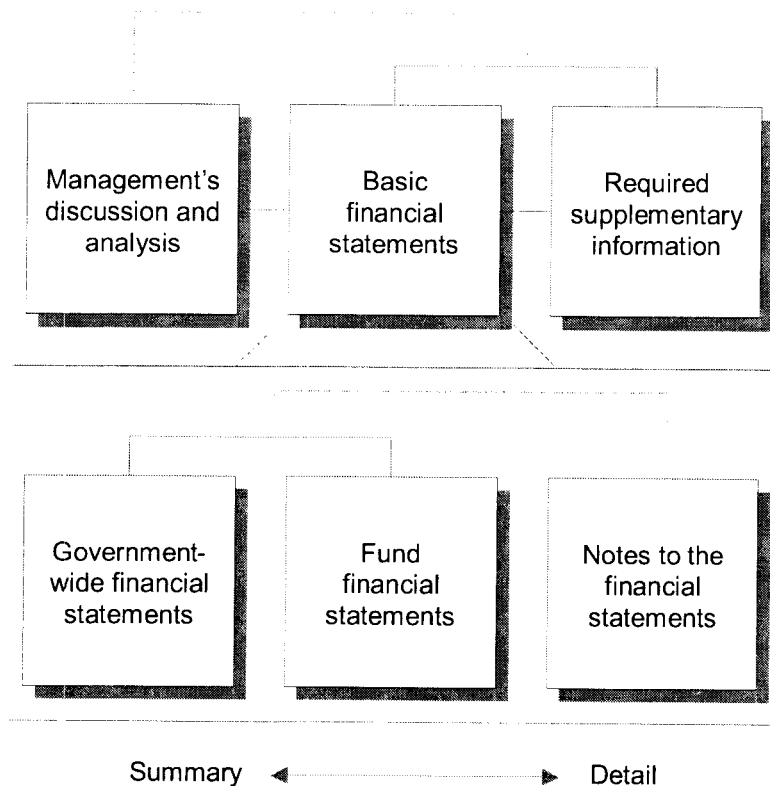 Management's
discussion and
analysis
Basic
financial
statements
Required
supplementary
information
Government-
wide financial
statements
Fund
financial
statements
Notes to the
financial
statements
Summary
Detail